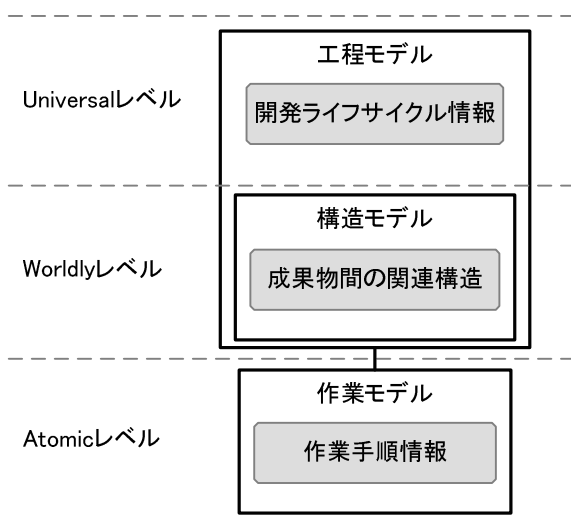 工程モデル
Universalレベル
開発ライフサイクル情報
構造モデル
Worldlyレベル
成果物間の関連構造
作業モデル
Atomicレベル
作業手順情報